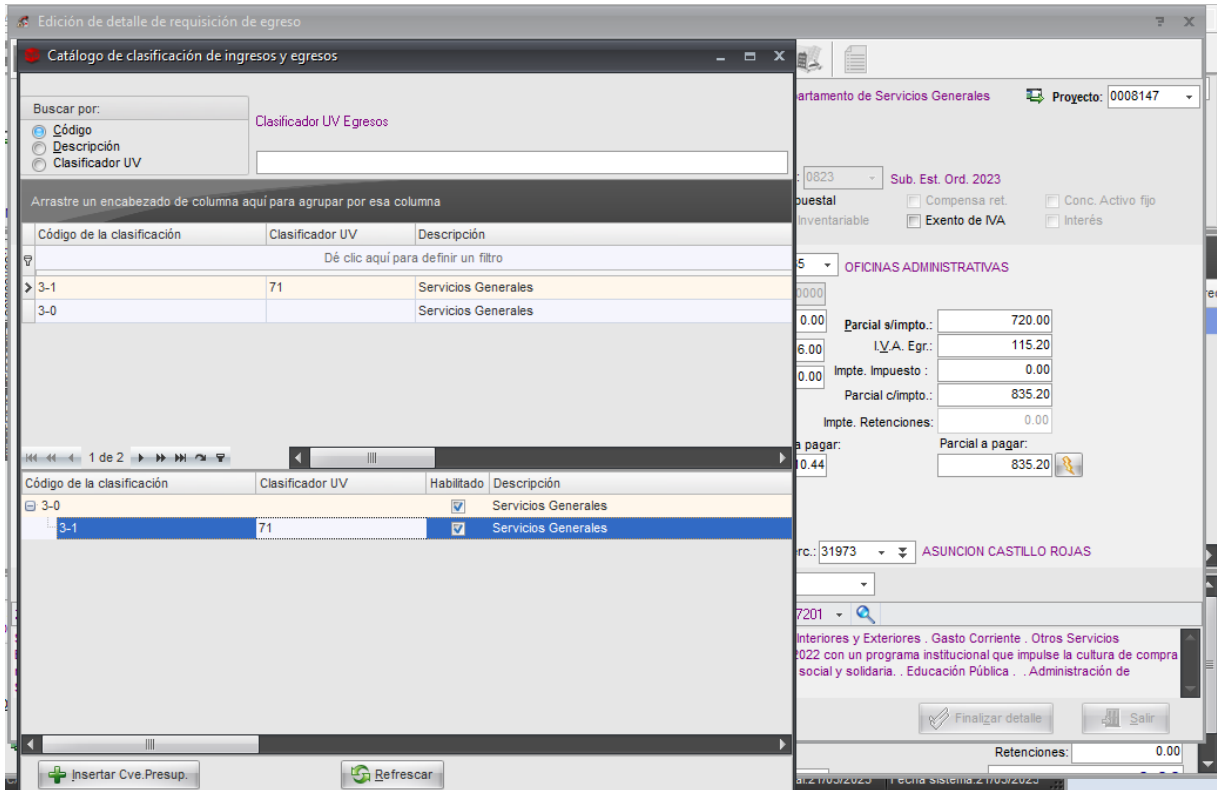 Edición de detalle de requisición de egreso
Catálogo de clasificación de ingresos y egresos
Buscar por:
Código
Descripción
Clasificador UV
Clasificador UV Egresos
Arrastre un encabezado de columna aquí para agrupar por esa columna
Código de la clasificación Clasificador UV Descripción
Dé clic aquí para definir un filtro
3-1 71 Servicios Generales
3-0 Servicios Generales
1 de 2
Código de la clasificación Clasificador UV Habilitado Descripción
3-0 Servicios Generales
3-1 71 Servicios Generales
Insertar Cve.Presup. Refrescar
artamento de Servicios Generales Proyecto: 0008147
: 0823 Sub. Est. Ord. 2023
puestal Compensa ret. Conc. Activo fijo
Inventariable Exento de IVA Interés
5 OFICINAS ADMINISTRATIVAS
0000
0.00 Parcial s/impto.: 720.00
6.00 I.V.A. Egr.: 115.20
0.00 Impte. Impuesto : 0.00
Parcial c/impto.: 835.20
Impte. Retenciones: 0.00
a pagar: Parcial a pagar:
10.44 835.20
rc.: 31973 ASUNCION CASTILLO ROJAS
7201
Interiores y Exteriores . Gasto Corriente . Otros Servicios
2022 con un programa institucional que impulse la cultura de compra
social y solidaria. . Educación Pública . . Administración de
Finalizar detalle Salir
Retenciones: 0.00